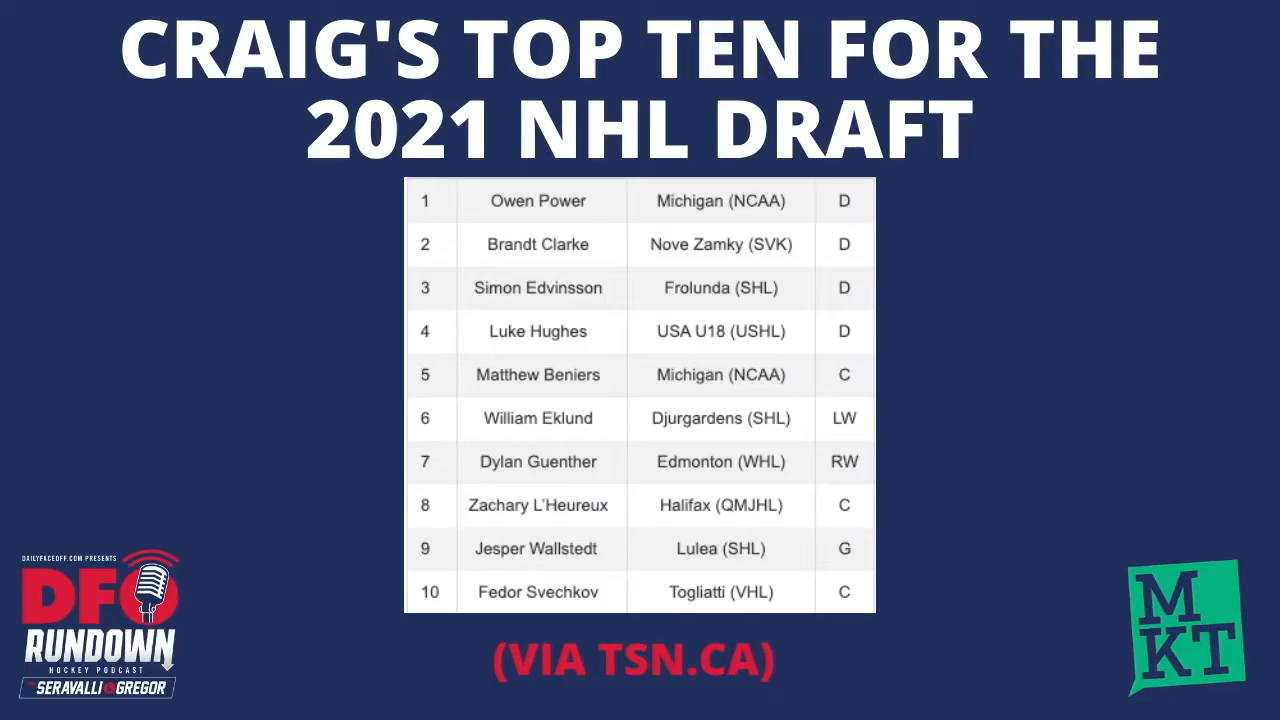 CRAIG'S TOP TEN FOR THE
2021 NHL DRAFT
1 Owen Power Michigan (NCAA) D
2 Brandt Clarke Nove Zamky (SVK) D
3 Simon Edvinsson Frolunda (SHL) D
4 Luke Hughes USA U18 (USHL) D
5 Matthew Beniers Michigan (NCAA) C
6 William Eklund Djurgardens (SHL) LW
7 Dylan Guenther Edmonton (WHL) RW
8 Zachary L’Heureux Halifax (QMJHL) C
9 Jesper Wallstedt Lulea (SHL) G
10 Fedor Svechkov Togliatti (VHL) C
(VIA TSN.CA)
DAILYFACEOFF.COM PRESENTS
DFO
RUNDOWN
HOCKEY PODCAST
SERAVALLI & GREGOR
M
KT